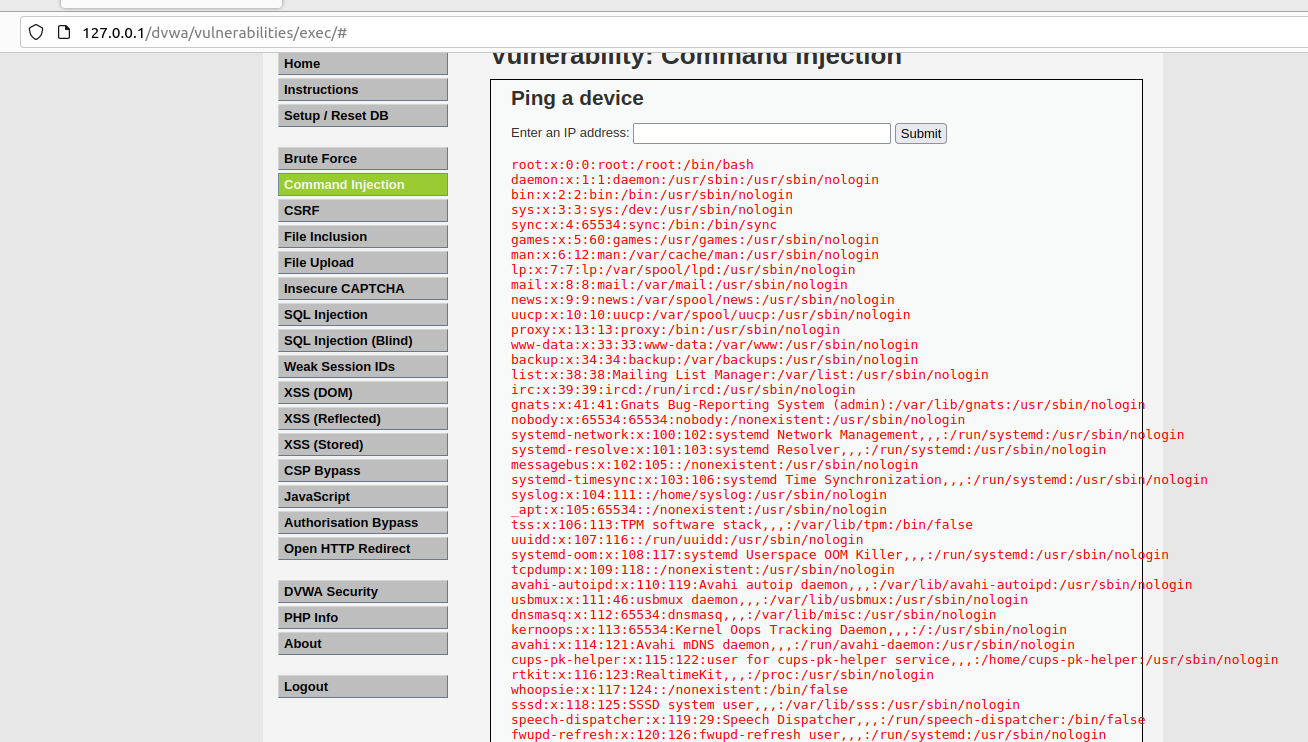 127.0.0.1/dvwa/vulnerabilities/exec/#
Vulnerability: Command Injection
Home
Instructions
Setup / Reset DB
Brute Force
Command Injection
CSRF
File Inclusion
File Upload
Insecure CAPTCHA
SQL Injection
SQL Injection (Blind)
Weak Session IDs
XSS (DOM)
XSS (Reflected)
XSS (Stored)
CSP Bypass
JavaScript
Authorisation Bypass
Open HTTP Redirect
DVWA Security
PHP Info
About
Logout
Ping a device
Enter an IP address: Submit
root:x:0:0:root:/root:/bin/bash
daemon:x:1:1:daemon:/usr/sbin:/usr/sbin/nologin
bin:x:2:2:bin:/bin:/usr/sbin/nologin
sys:x:3:3:sys:/dev:/usr/sbin/nologin
sync:x:4:65534:sync:/bin:/bin/sync
games:x:5:60:games:/usr/games:/usr/sbin/nologin
man:x:6:12:man:/var/cache/man:/usr/sbin/nologin
lp:x:7:7:lp:/var/spool/lpd:/usr/sbin/nologin
mail:x:8:8:mail:/var/mail:/usr/sbin/nologin
news:x:9:9:news:/var/spool/news:/usr/sbin/nologin
uucp:x:10:10:uucp:/var/spool/uucp:/usr/sbin/nologin
proxy:x:13:13:proxy:/bin:/usr/sbin/nologin
www-data:x:33:33:www-data:/var/www:/usr/sbin/nologin
backup:x:34:34:backup:/var/backups:/usr/sbin/nologin
list:x:38:38:Mailing List Manager:/var/list:/usr/sbin/nologin
irc:x:39:39:ircd:/run/ircd:/usr/sbin/nologin
gnats:x:41:41:Gnats Bug-Reporting System (admin):/var/lib/gnats:/usr/sbin/nologin
nobody:x:65534:65534:nobody:/nonexistent:/usr/sbin/nologin
systemd-network:x:100:102:systemd Network Management,,,:/run/systemd:/usr/sbin/nologin
systemd-resolve:x:101:103:systemd Resolver,,,:/run/systemd:/usr/sbin/nologin
messagebus:x:102:105::/nonexistent:/usr/sbin/nologin
systemd-timesync:x:103:106:systemd Time Synchronization,,,:/run/systemd:/usr/sbin/nologin
syslog:x:104:111::/home/syslog:/usr/sbin/nologin
_apt:x:105:65534::/nonexistent:/usr/sbin/nologin
tss:x:106:113:TPM software stack,,,:/var/lib/tpm:/bin/false
uuidd:x:107:116::/run/uuidd:/usr/sbin/nologin
systemd-oom:x:108:117:systemd Userspace OOM Killer,,,:/run/systemd:/usr/sbin/nologin
tcpdump:x:109:118::/nonexistent:/usr/sbin/nologin
avahi-autoipd:x:110:119:Avahi autoip daemon,,,:/var/lib/avahi-autoipd:/usr/sbin/nologin
usbmux:x:111:46:usbmux daemon,,,:/var/lib/usbmux:/usr/sbin/nologin
dnsmasq:x:112:65534:dnsmasq,,,:/var/lib/misc:/usr/sbin/nologin
kernoops:x:113:65534:Kernel Oops Tracking Daemon,,,:/:/usr/sbin/nologin
avahi:x:114:121:Avahi mDNS daemon,,,:/run/avahi-daemon:/usr/sbin/nologin
cups-pk-helper:x:115:122:user for cups-pk-helper service,,,:/home/cups-pk-helper:/usr/sbin/nologin
rtkit:x:116:123:RealtimeKit,,,:/proc:/usr/sbin/nologin
whoopsie:x:117:124::/nonexistent:/bin/false
sssd:x:118:125:SSSD system user,,,:/var/lib/sss:/usr/sbin/nologin
speech-dispatcher:x:119:29:Speech Dispatcher,,,:/run/speech-dispatcher:/bin/false
fwupd-refresh:x:120:126:fwupd-refresh user,,,:/run/systemd:/usr/sbin/nologin